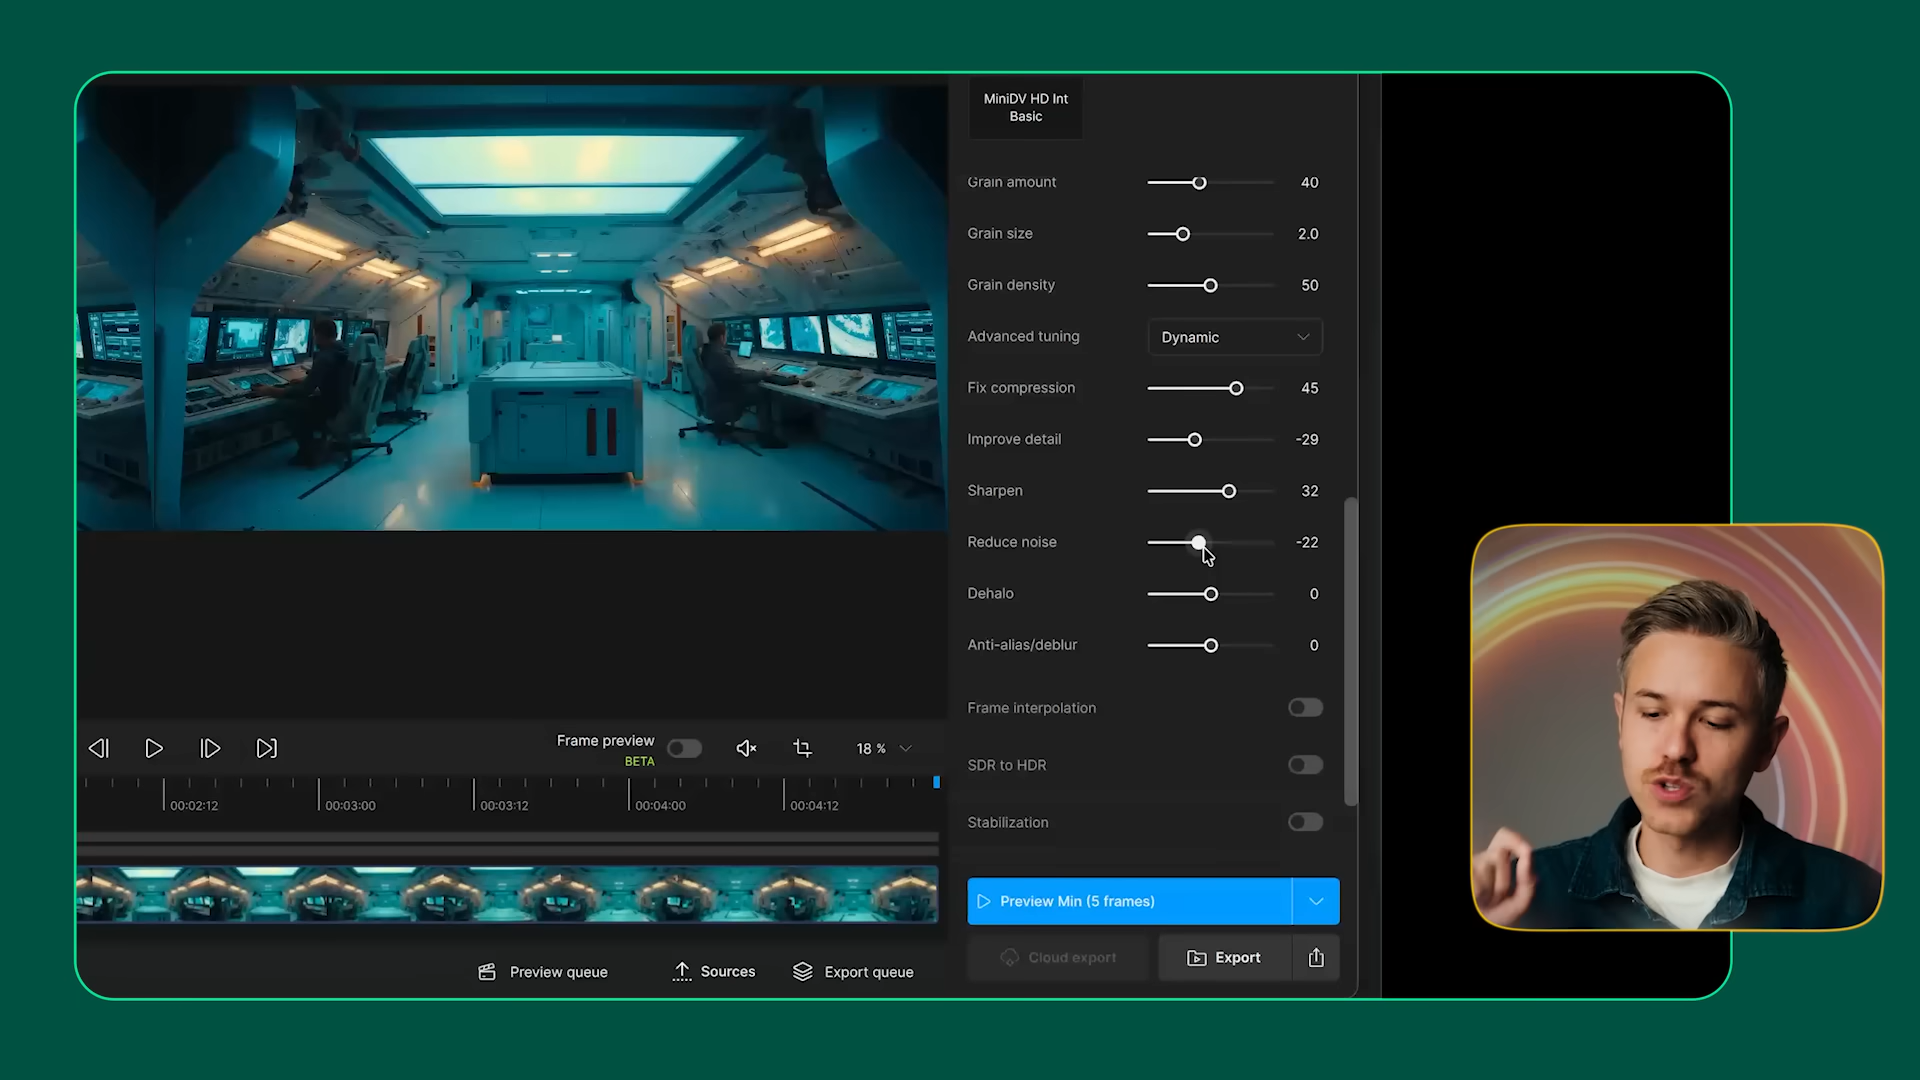 MiniDV HD Int
Basic
Grain amount 40
Grain size 2.0
Grain density 50
Advanced tuning Dynamic
Fix compression 45
Improve detail -29
Sharpen 32
Reduce noise -22
Dehalo 0
Anti-alias/deblur 0
Frame interpolation
SDR to HDR
Stabilization
Frame preview
BETA
18 %
00:02:12 00:03:00 00:03:12 00:04:00 00:04:12
Preview Min (5 frames)
Cloud export Export
Preview queue Sources Export queue